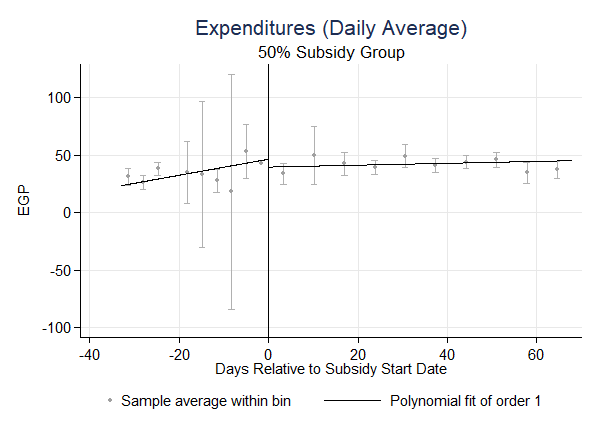 Expenditures (Daily Average)
50% Subsidy Group
100
50
0
-50
-100
EGP
-40 -20 0 20 40 60
Days Relative to Subsidy Start Date
Sample average within bin Polynomial fit of order 1